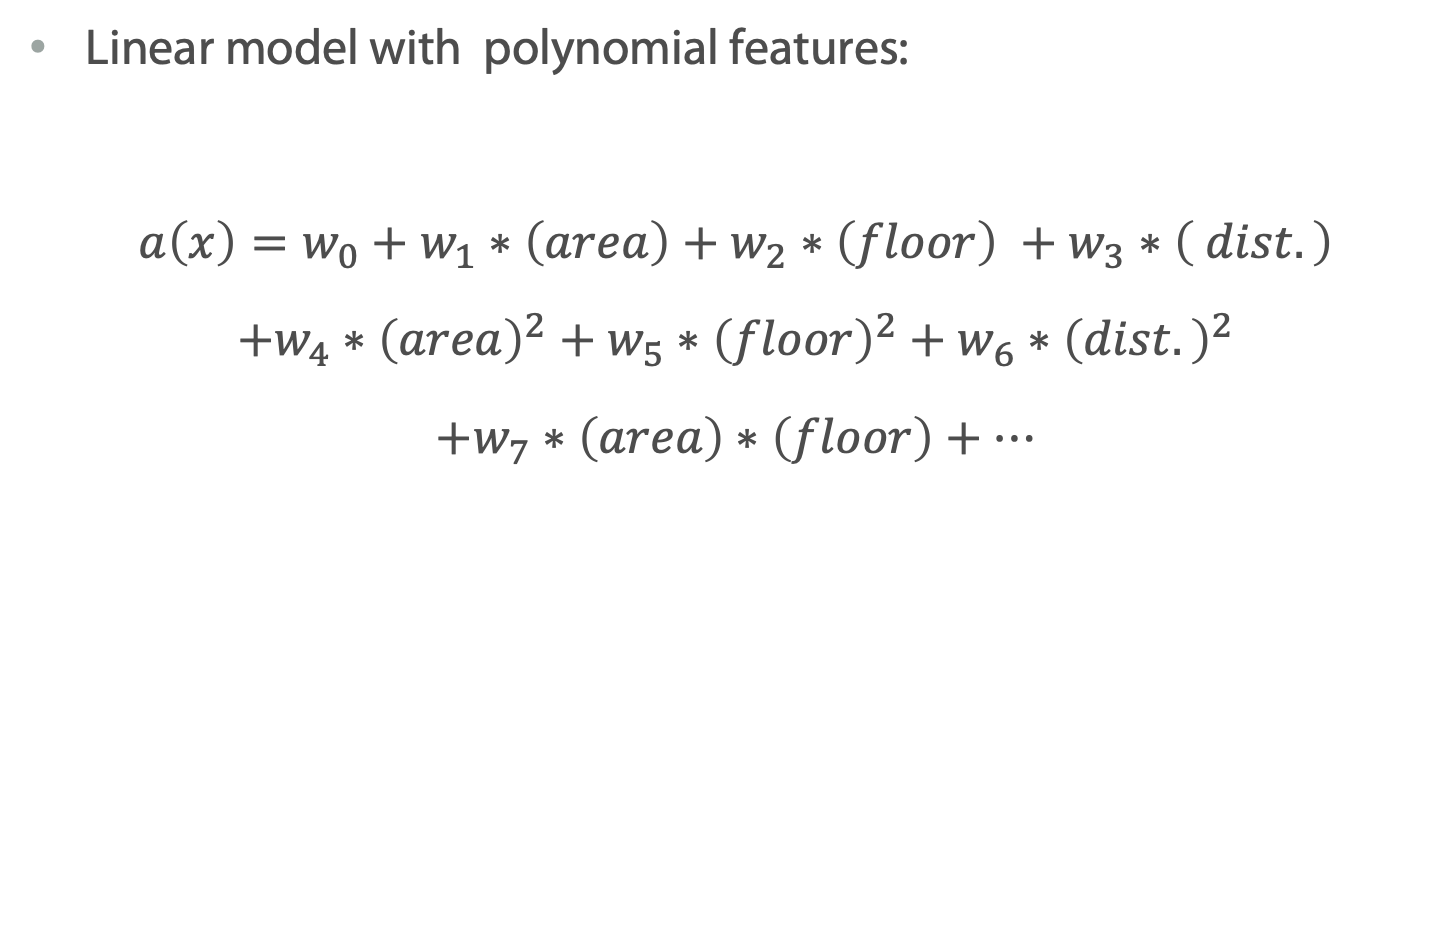 • Linear model with polynomial features:
a(x) = w₀ + w₁ * (area) + w₂ * (floor) + w₃ * ( dist. )
+w₄ * (area)² + w₅ * (floor)² + w₆ * (dist. )²
+w₇ * (area) * (floor) + ⋯